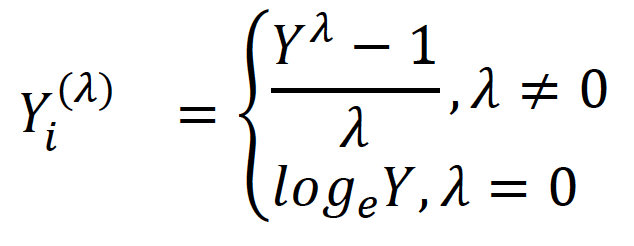 Y_i^(λ) = { (Y^λ − 1)/λ , λ ≠ 0
log_e Y, λ = 0